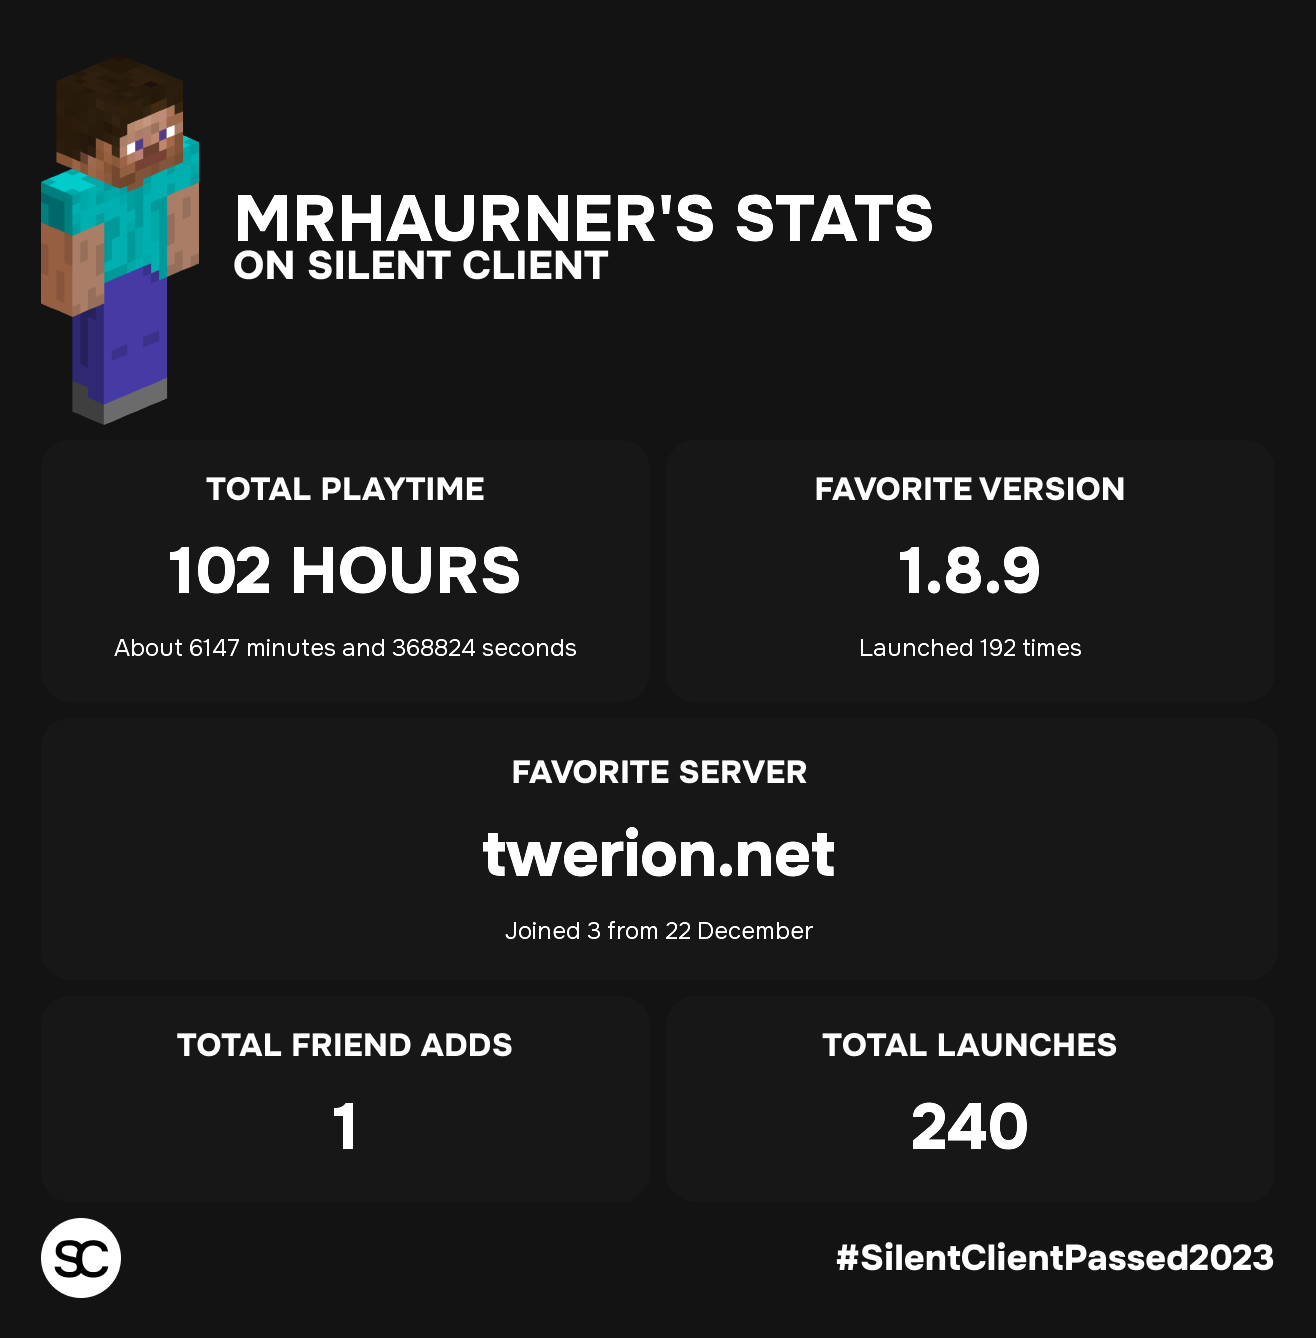 MRHAURNER'S STATS
ON SILENT CLIENT
TOTAL PLAYTIME
102 HOURS
About 6147 minutes and 368824 seconds
FAVORITE VERSION
1.8.9
Launched 192 times
FAVORITE SERVER
twerion.net
Joined 3 from 22 December
TOTAL FRIEND ADDS
1
TOTAL LAUNCHES
240
SC
#SilentClientPassed2023